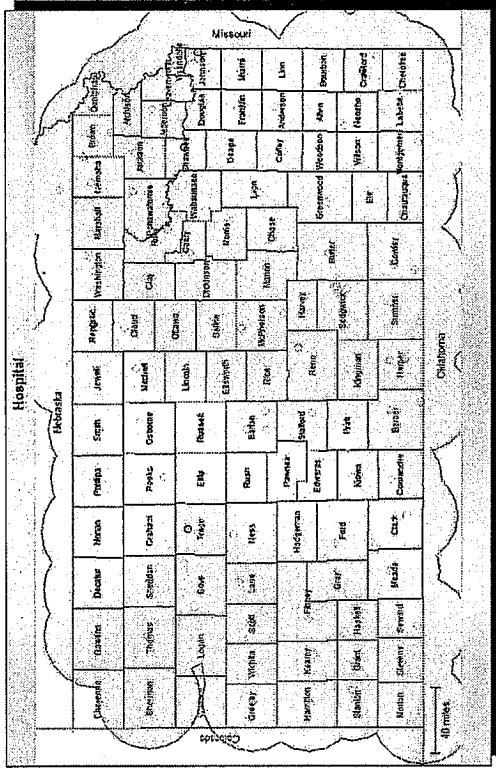 Hospital
Nebraska
Missouri
Colorado
Oklahoma
Cheyenne
Rawlins
Decatur
Norton
Phillips
Smith
Jewell
Republic
Washington
Marshall
Nemaha
Brown
Doniphan
Sherman
Thomas
Sheridan
Graham
Rooks
Osborne
Mitchell
Cloud
Clay
Riley
Pottawatomie
Jackson
Atchison
Jefferson
Logan
Gove
Trego
Ellis
Russell
Lincoln
Ottawa
Dickinson
Geary
Wabaunsee
Shawnee
Douglas
Johnson
Greeley
Wichita
Scott
Lane
Ness
Rush
Barton
Ellsworth
Saline
Rice
McPherson
Marion
Morris
Chase
Lyon
Osage
Franklin
Miami
Hamilton
Kearny
Finney
Hodgeman
Pawnee
Edwards
Stafford
Reno
Harvey
Butler
Greenwood
Coffey
Woodson
Anderson
Allen
Linn
Bourbon
Stanton
Grant
Haskell
Gray
Ford
Kiowa
Pratt
Kingman
Sedgwick
Elk
Wilson
Neosho
Crawford
Morton
Stevens
Seward
Meade
Clark
Comanche
Barber
Harper
Sumner
Cowley
Chautauqua
Montgomery
Labette
Cherokee
40 miles